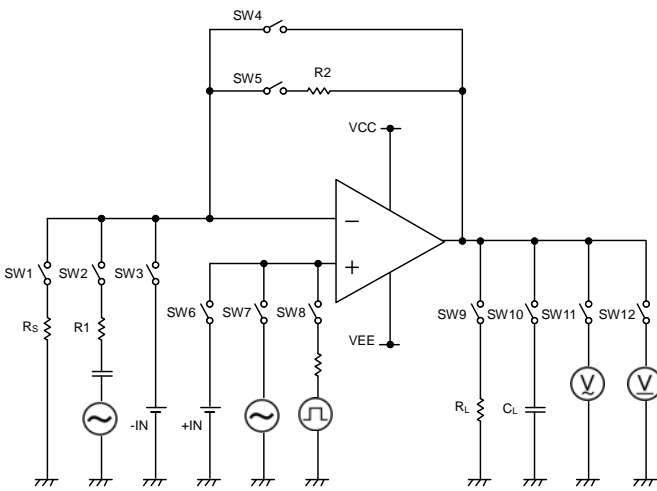 SW4
SW5
R2
VCC
SW1
SW2
SW3
SW6
SW7
SW8
VEE
SW9
SW10
SW11
SW12
RS
R1
-IN
+IN
RL
CL
V
V